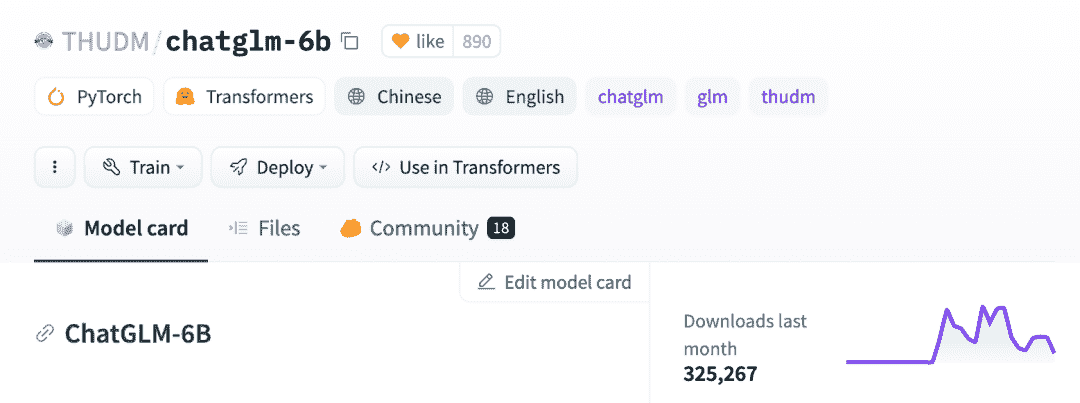 THUDM/chatglm-6b like 890
PyTorch Transformers Chinese English chatglm glm thudm
Train Deploy </> Use in Transformers
Model card Files Community 18
Edit model card
ChatGLM-6B
Downloads last
month
325,267